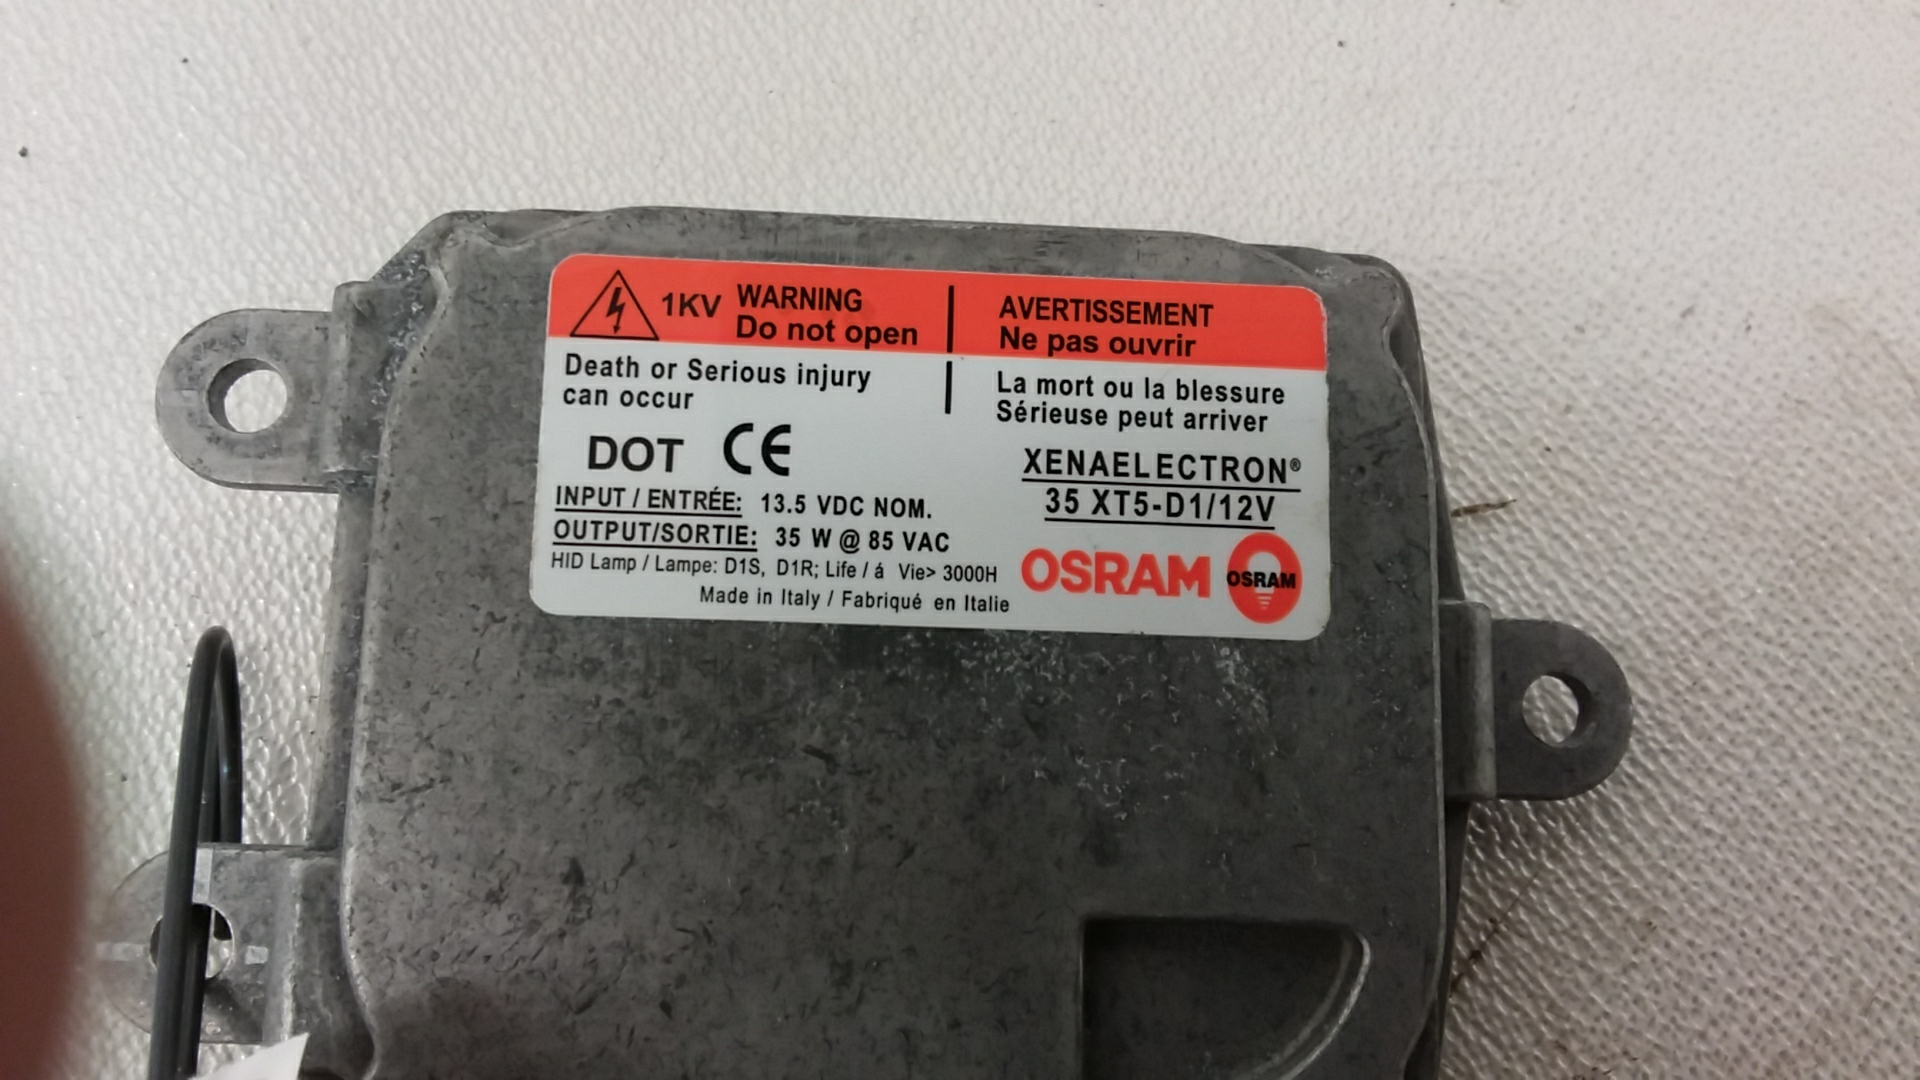 1KV WARNING
Do not open
AVERTISSEMENT
Ne pas ouvrir
Death or Serious injury
can occur
La mort ou la blessure
Sérieuse peut arriver
DOT CE
XENAELECTRON®
35 XT5-D1/12V
INPUT / ENTRÉE: 13.5 VDC NOM.
OUTPUT/SORTIE: 35 W @ 85 VAC
HID Lamp / Lampe: D1S, D1R; Life / á Vie> 3000H
Made in Italy / Fabriqué en Italie
OSRAM OSRAM